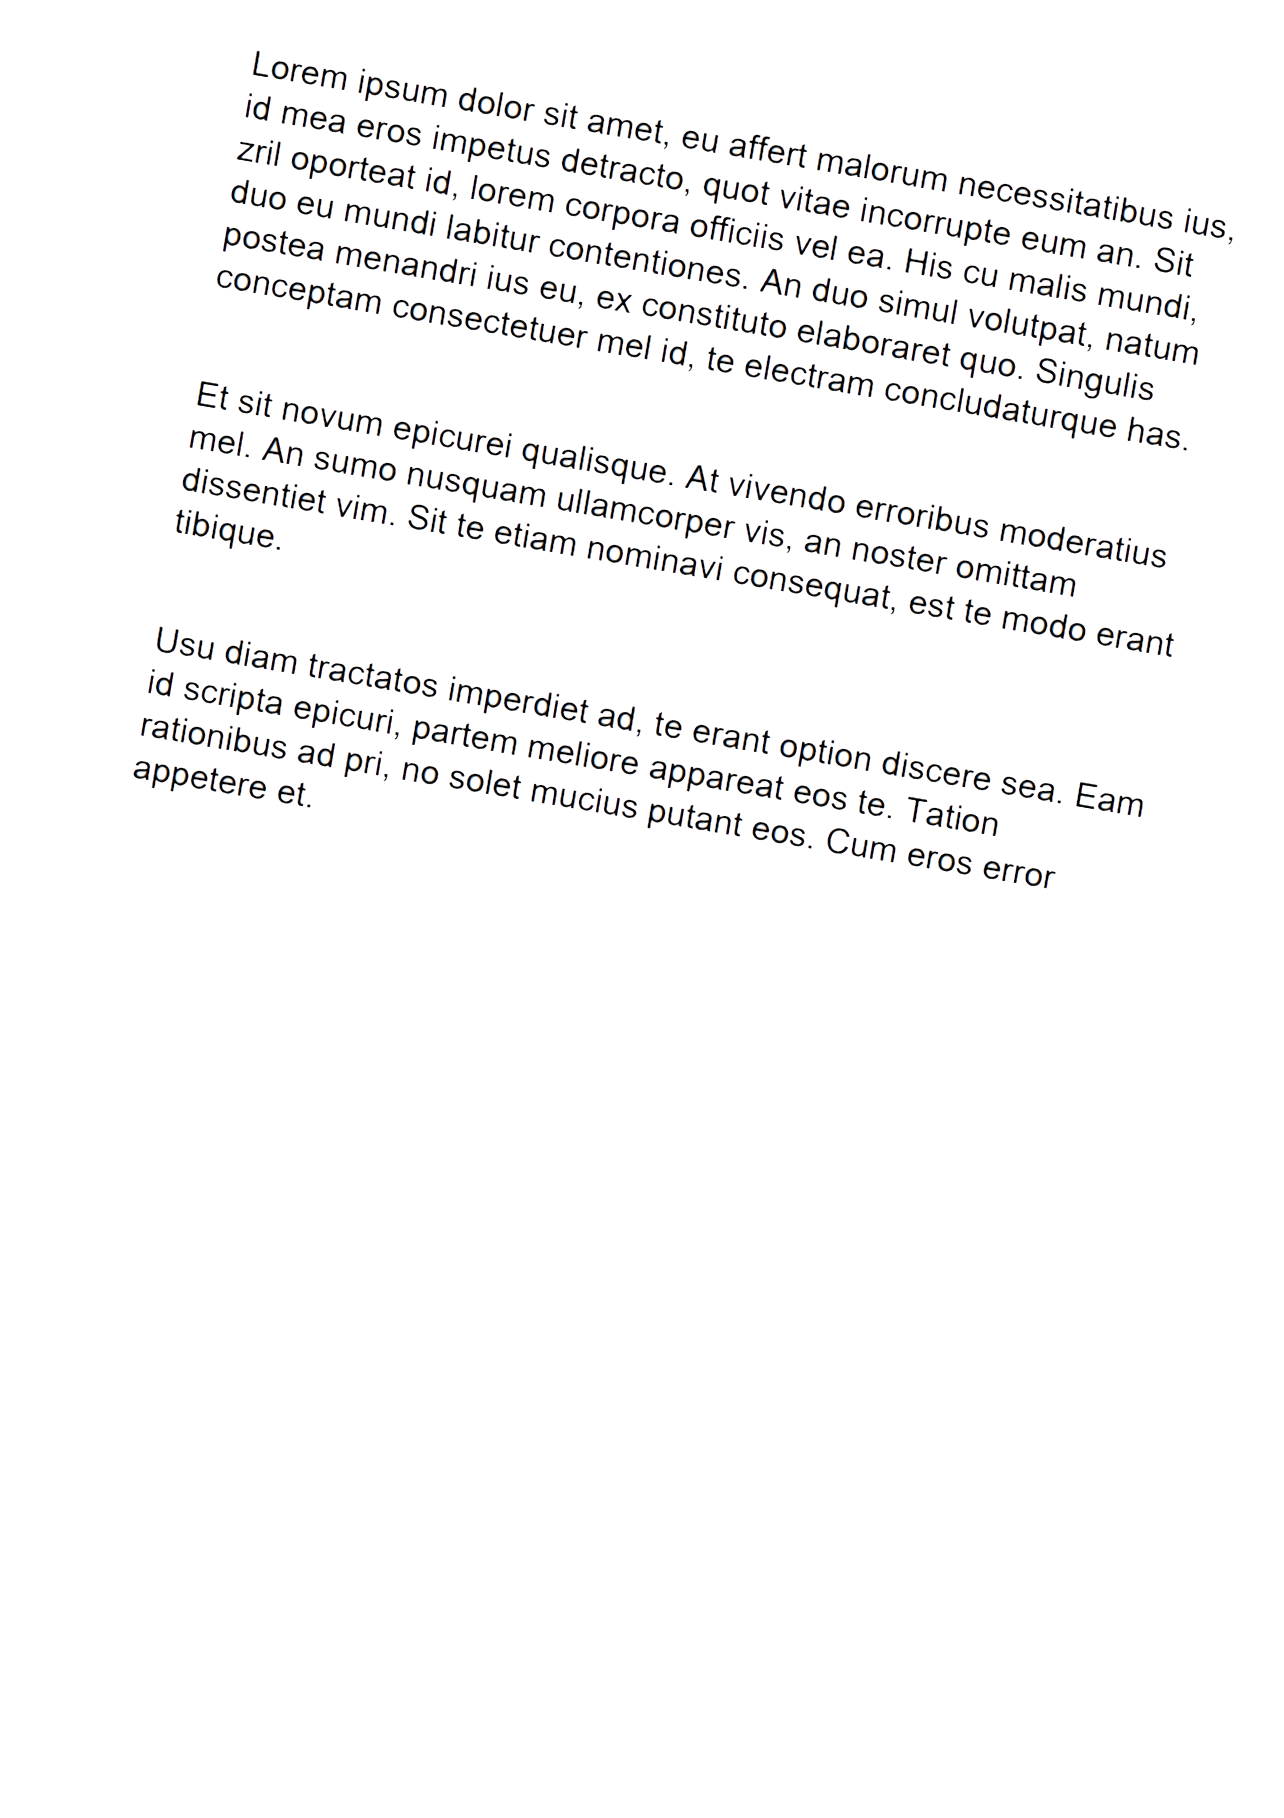 Lorem ipsum dolor sit amet, eu affert malorum necessitatibus ius,
id mea eros impetus detracto, quot vitae incorrupte eum an. Sit
zril oporteat id, lorem corpora officiis vel ea. His cu malis mundi,
duo eu mundi labitur contentiones. An duo simul volutpat, natum
postea menandri ius eu, ex constituto elaboraret quo. Singulis
conceptam consectetuer mel id, te electram concludaturque has.
Et sit novum epicurei qualisque. At vivendo erroribus moderatius
mel. An sumo nusquam ullamcorper vis, an noster omittam
dissentiet vim. Sit te etiam nominavi consequat, est te modo erant
tibique.
Usu diam tractatos imperdiet ad, te erant option discere sea. Eam
id scripta epicuri, partem meliore appareat eos te. Tation
rationibus ad pri, no solet mucius putant eos. Cum eros error
appetere et.